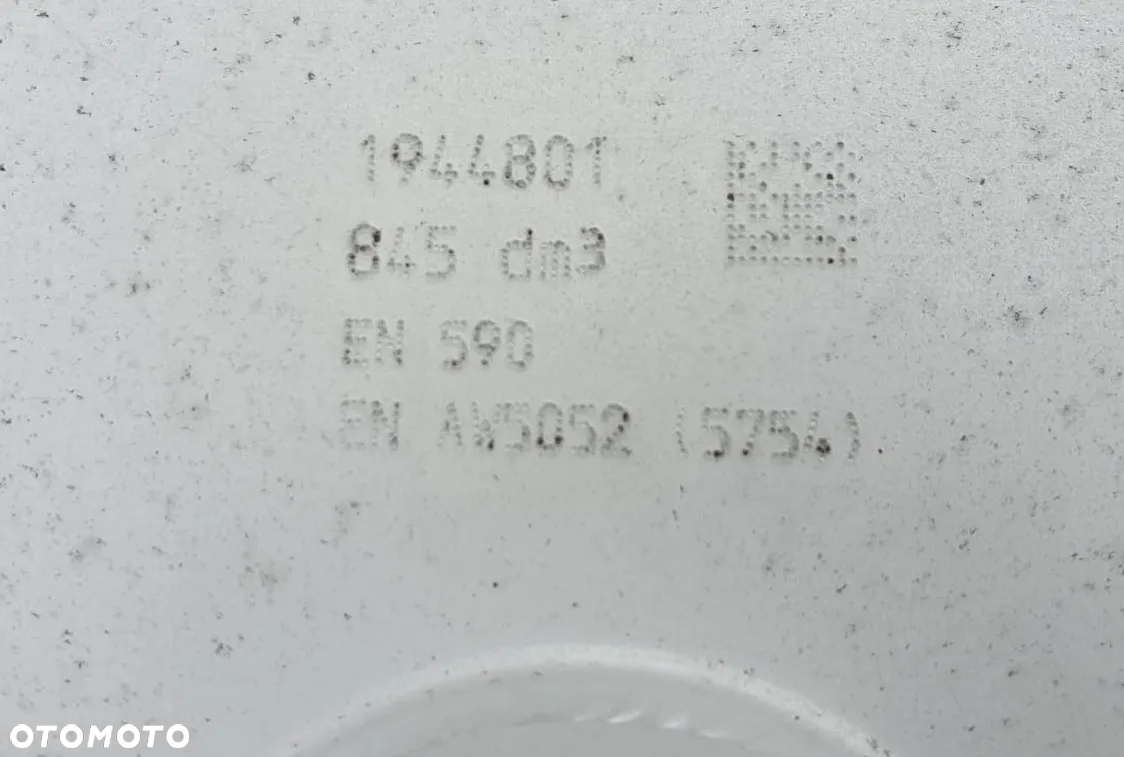 1944801
845 dm3
EN 590
EN AW5052 (5754)
OTOMOTO